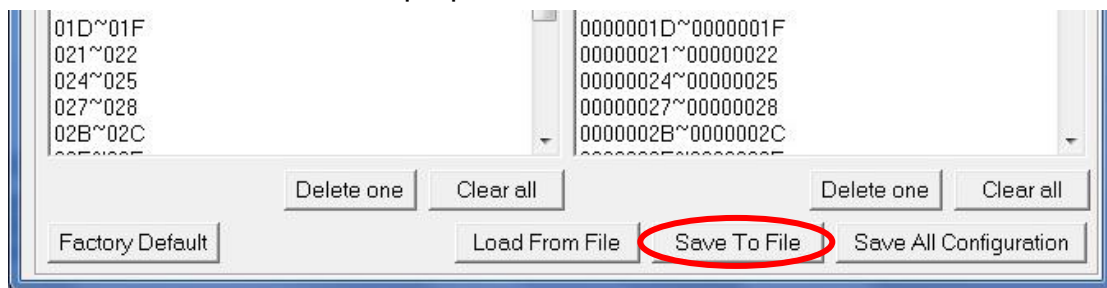 01D~01F
021~022
024~025
027~028
02B~02C
0000001D~0000001F
00000021~00000022
00000024~00000025
00000027~00000028
0000002B~0000002C
Delete one Clear all Delete one Clear all
Factory Default Load From File Save To File Save All Configuration